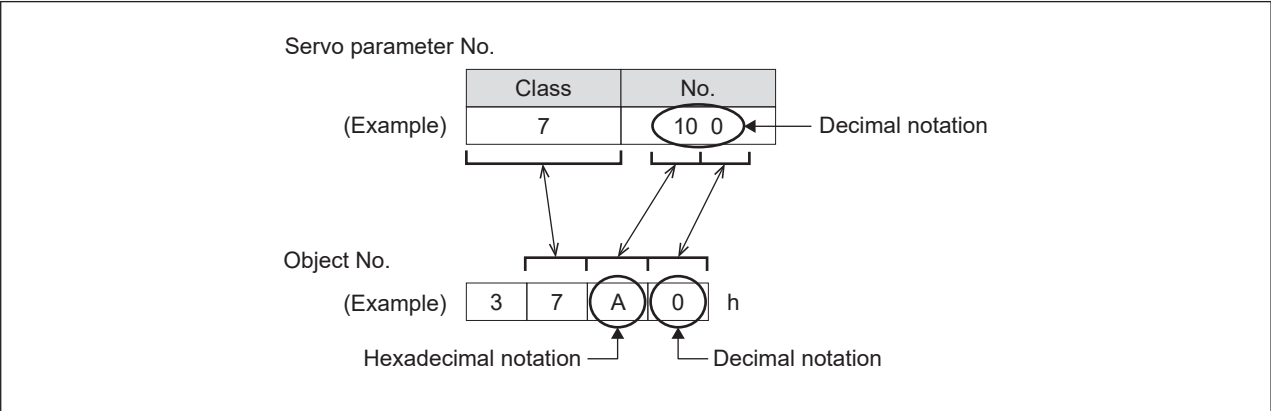 Servo parameter No.
Class No.
(Example) 7 10 0 Decimal notation
Object No.
(Example) 3 7 A 0 h
Hexadecimal notation Decimal notation